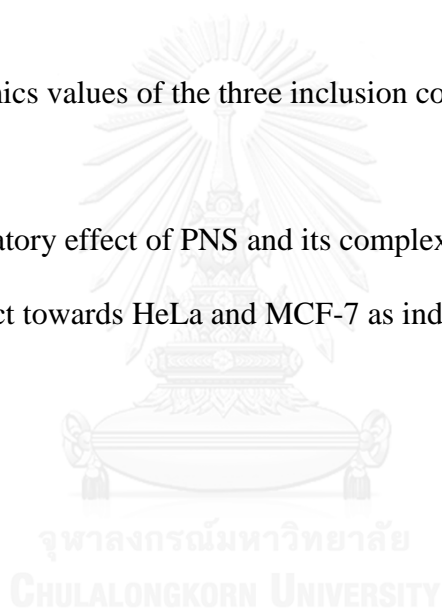 nics values of the three inclusion co
atory effect of PNS and its complex
ct towards HeLa and MCF-7 as ind
จุฬาลงกรณ์มหาวิทยาลัย
CHULALONGKORN UNIVERSITY